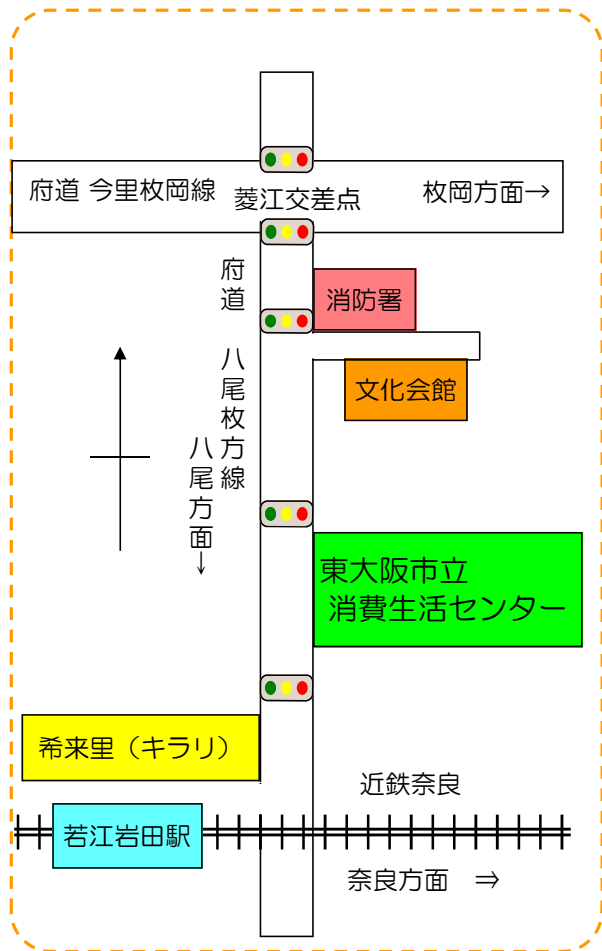 府道 今里枚岡線
菱江交差点
枚岡方面→
府道 八尾枚方線
八尾方面→
消防署
文化会館
東大阪市立
消費生活センター
希来里（キラリ）
近鉄奈良
若江岩田駅
奈良方面 ⇒